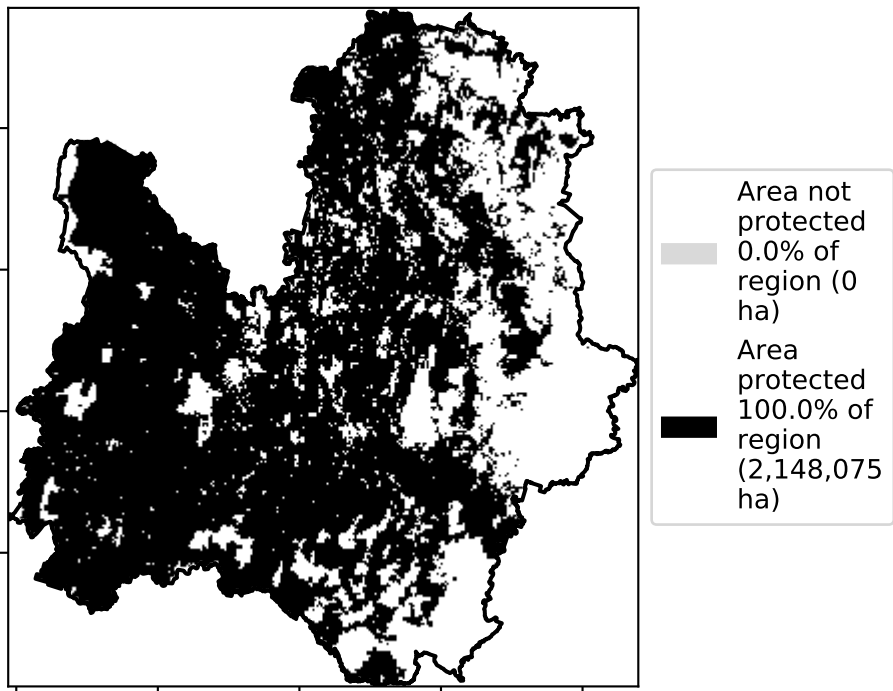 Area not
protected
0.0% of
region (0
ha)
Area
protected
100.0% of
region
(2,148,075
ha)